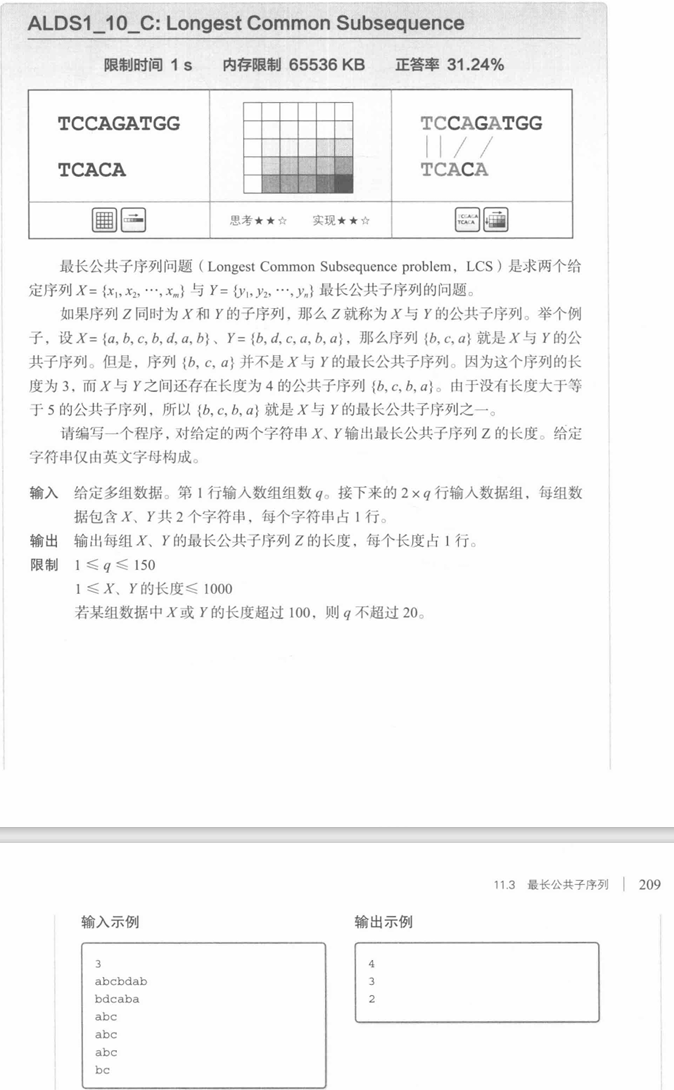 ALDS1_10_C: Longest Common Subsequence
限制时间 1 s 内存限制 65536 KB 正答率 31.24%
TCCAGATGG
TCACA
思考★★☆ 实现★★☆
TCCAGATGG
TCACA
TCCAGA
TCACA
最长公共子序列问题（Longest Common Subsequence problem，LCS）是求两个给
定序列 X = {x₁, x₂, ⋯, xₘ} 与 Y = {y₁, y₂, ⋯, yₙ} 最长公共子序列的问题。
如果序列 Z 同时为 X 和 Y 的子序列，那么 Z 就称为 X 与 Y 的公共子序列。举个例
子，设 X = {a, b, c, b, d, a, b}、Y = {b, d, c, a, b, a}，那么序列 {b, c, a} 就是 X 与 Y 的公
共子序列。但是，序列 {b, c, a} 并不是 X 与 Y 的最长公共子序列。因为这个序列的长
度为 3，而 X 与 Y 之间还存在长度为 4 的公共子序列 {b, c, b, a}。由于没有长度大于等
于 5 的公共子序列，所以 {b, c, b, a} 就是 X 与 Y 的最长公共子序列之一。
请编写一个程序，对给定的两个字符串 X、Y 输出最长公共子序列 Z 的长度。给定
字符串仅由英文字母构成。
输入 给定多组数据。第 1 行输入数组组数 q。接下来的 2 × q 行输入数据组，每组数
据包含 X、Y 共 2 个字符串，每个字符串占 1 行。
输出 输出每组 X、Y 的最长公共子序列 Z 的长度，每个长度占 1 行。
限制 1 ≤ q ≤ 150
1 ≤ X、Y 的长度 ≤ 1000
若某组数据中 X 或 Y 的长度超过 100，则 q 不超过 20。
11.3 最长公共子序列 | 209
输入示例
3
abcbdab
bdcaba
abc
abc
abc
bc
输出示例
4
3
2